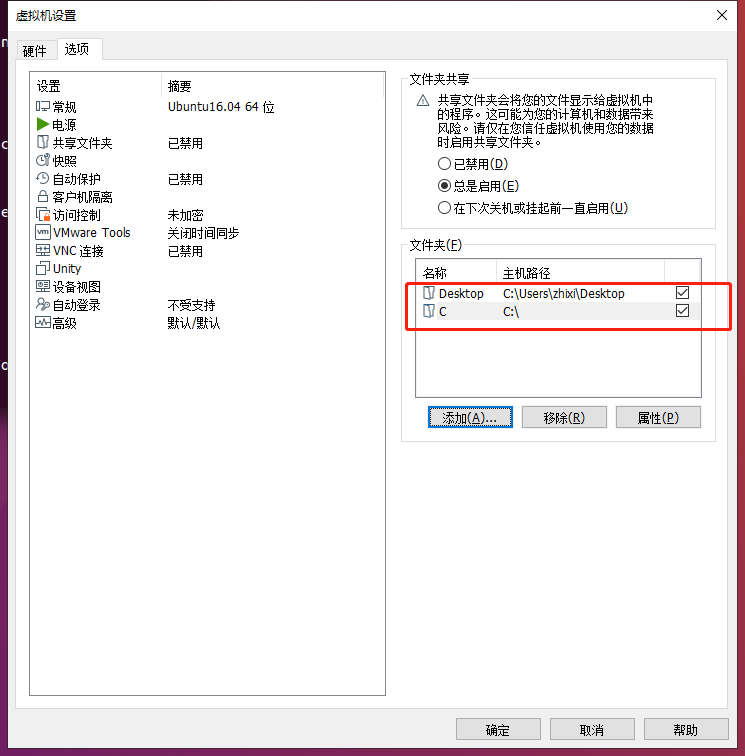 虚拟机设置
硬件 选项
设置 摘要
常规 Ubuntu16.04 64 位
电源
共享文件夹 已禁用
快照
自动保护 已禁用
客户机隔离
访问控制 未加密
VMware Tools 关闭时间同步
VNC 连接 已禁用
Unity
设备视图
自动登录 不受支持
高级 默认/默认
文件夹共享
共享文件夹会将您的文件显示给虚拟机中
的程序。这可能为您的计算机和数据带来
风险。请仅在您信任虚拟机使用您的数据
时启用共享文件夹。
已禁用(D)
总是启用(E)
在下次关机或挂起前一直启用(U)
文件夹(F)
名称 主机路径
Desktop C:\Users\zhixi\Desktop
C C:\
添加(A)... 移除(R) 属性(P)
确定 取消 帮助